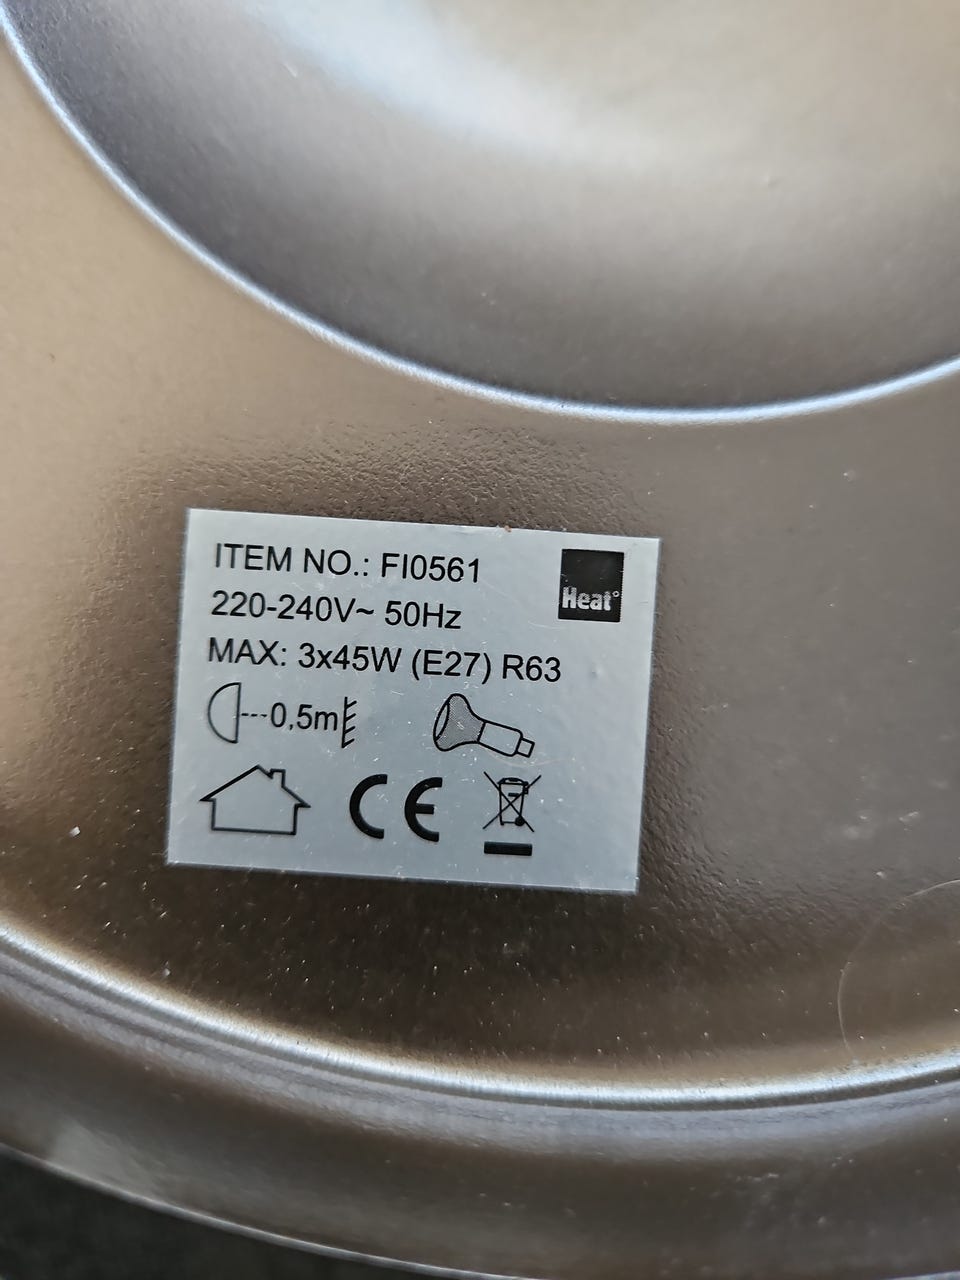 ITEM NO.: FI0561
Heat°
220-240V~ 50Hz
MAX: 3x45W (E27) R63
0,5m
CE